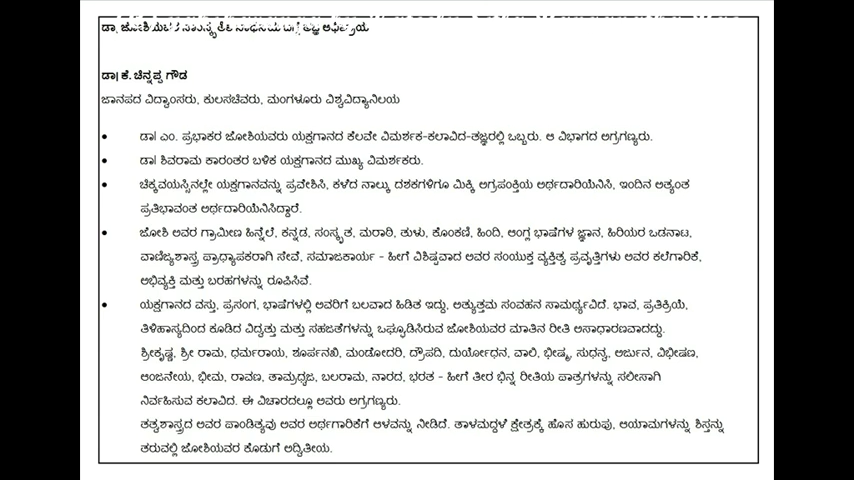 ಡಾ| ಕೆ. ಚಿನ್ನಪ್ಪ ಗೌಡ
ಜಾನಪದ ವಿದ್ವಾಂಸರು, ಕುಲಸಚಿವರು, ಮಂಗಳೂರು ವಿಶ್ವವಿದ್ಯಾನಿಲಯ
• ಡಾ| ಎಂ. ಪ್ರಭಾಕರ ಜೋಶಿಯವರು ಯಕ್ಷಗಾನದ ಕೆಲವೇ ವಿಮರ್ಶಕ-ಕಲಾವಿದ-ತಜ್ಞರಲ್ಲಿ ಒಬ್ಬರು. ಆ ವಿಭಾಗದ ಅಗ್ರಗಣ್ಯರು.
• ಡಾ| ಶಿವರಾಮ ಕಾರಂತರ ಬಳಿಕ ಯಕ್ಷಗಾನದ ಮುಖ್ಯ ವಿಮರ್ಶಕರು.
• ಚಿಕ್ಕವಯಸ್ಸಿನಲ್ಲೇ ಯಕ್ಷಗಾನವನ್ನು ಪ್ರವೇಶಿಸಿ, ಕಳೆದ ನಾಲ್ಕು ದಶಕಗಳಿಗೂ ಮಿಕ್ಕಿ ಅಗ್ರಪಂಕ್ತಿಯ ಅರ್ಥದಾರಿಯೆನಿಸಿ, ಇಂದಿನ ಅತ್ಯಂತ
ಪ್ರತಿಭಾವಂತ ಅರ್ಥದಾರಿಯೆನಿಸಿದ್ದಾರೆ.
• ಜೋಶಿ ಅವರ ಗ್ರಾಮೀಣ ಹಿನ್ನೆಲೆ, ಕನ್ನಡ, ಸಂಸ್ಕೃತ, ಮರಾಠಿ, ತುಳು, ಕೊಂಕಣಿ, ಹಿಂದಿ, ಆಂಗ್ಲ ಭಾಷೆಗಳ ಜ್ಞಾನ, ಹಿರಿಯರ ಒಡನಾಟ,
ವಾಣಿಜ್ಯಶಾಸ್ತ್ರ ಪ್ರಾಧ್ಯಾಪಕರಾಗಿ ಸೇವೆ, ಸಮಾಜಕಾರ್ಯ - ಹೀಗೆ ವಿಶಿಷ್ಟವಾದ ಅವರ ಸಂಯುಕ್ತ ವ್ಯಕ್ತಿತ್ವ ಪ್ರವೃತ್ತಿಗಳು ಅವರ ಕಲೆಗಾರಿಕೆ,
ಅಭಿವ್ಯಕ್ತಿ ಮತ್ತು ಬರಹಗಳನ್ನು ರೂಪಿಸಿವೆ.
• ಯಕ್ಷಗಾನದ ವಸ್ತು, ಪ್ರಸಂಗ, ಭಾಷೆಗಳಲ್ಲಿ ಅವರಿಗೆ ಬಲವಾದ ಹಿಡಿತ ಇದ್ದು, ಅತ್ಯುತ್ತಮ ಸಂವಹನ ಸಾಮರ್ಥ್ಯವಿದೆ. ಭಾವ, ಪ್ರತಿಕ್ರಿಯೆ,
ತಿಳಿಹಾಸ್ಯದಿಂದ ಕೂಡಿದ ವಿದ್ವತ್ತು ಮತ್ತು ಸಹಜತೆಗಳನ್ನು ಒಪ್ಪೂಡಿಸಿರುವ ಜೋಶಿಯವರ ಮಾತಿನ ರೀತಿ ಅಸಾಧಾರಣವಾದದ್ದು.
ಶ್ರೀಕೃಷ್ಣ, ಶ್ರೀ ರಾಮ, ಧರ್ಮರಾಯ, ಶೂರ್ಪನಖಿ, ಮಂಡೋದರಿ, ದ್ರೌಪದಿ, ದುರ್ಯೋಧನ, ವಾಲಿ, ಭೀಷ್ಮ, ಸುಧನ್ವ, ಅರ್ಜುನ, ವಿಭೀಷಣ,
ಆಂಜನೇಯ, ಭೀಮ, ರಾವಣ, ತಾಮ್ರಧ್ವಜ, ಬಲರಾಮ, ನಾರದ, ಭರತ - ಹೀಗೆ ತೀರ ಭಿನ್ನ ರೀತಿಯ ಪಾತ್ರಗಳನ್ನು ಸಲೀಸಾಗಿ
ನಿರ್ವಹಿಸುವ ಕಲಾವಿದ. ಈ ವಿಚಾರದಲ್ಲೂ ಅವರು ಅಗ್ರಗಣ್ಯರು.
ತತ್ವಶಾಸ್ತ್ರದ ಅವರ ಪಾಂಡಿತ್ಯವು ಅವರ ಅರ್ಥಗಾರಿಕೆಗೆ ಆಳವನ್ನು ನೀಡಿದೆ. ತಾಳಮದ್ದಳೆ ಕ್ಷೇತ್ರಕ್ಕೆ ಹೊಸ ಹುರುಪು, ಆಯಾಮಗಳನ್ನು ಶಿಸ್ತನ್ನು
ತರುವಲ್ಲಿ ಜೋಶಿಯವರ ಕೊಡುಗೆ ಅದ್ವಿತೀಯ.